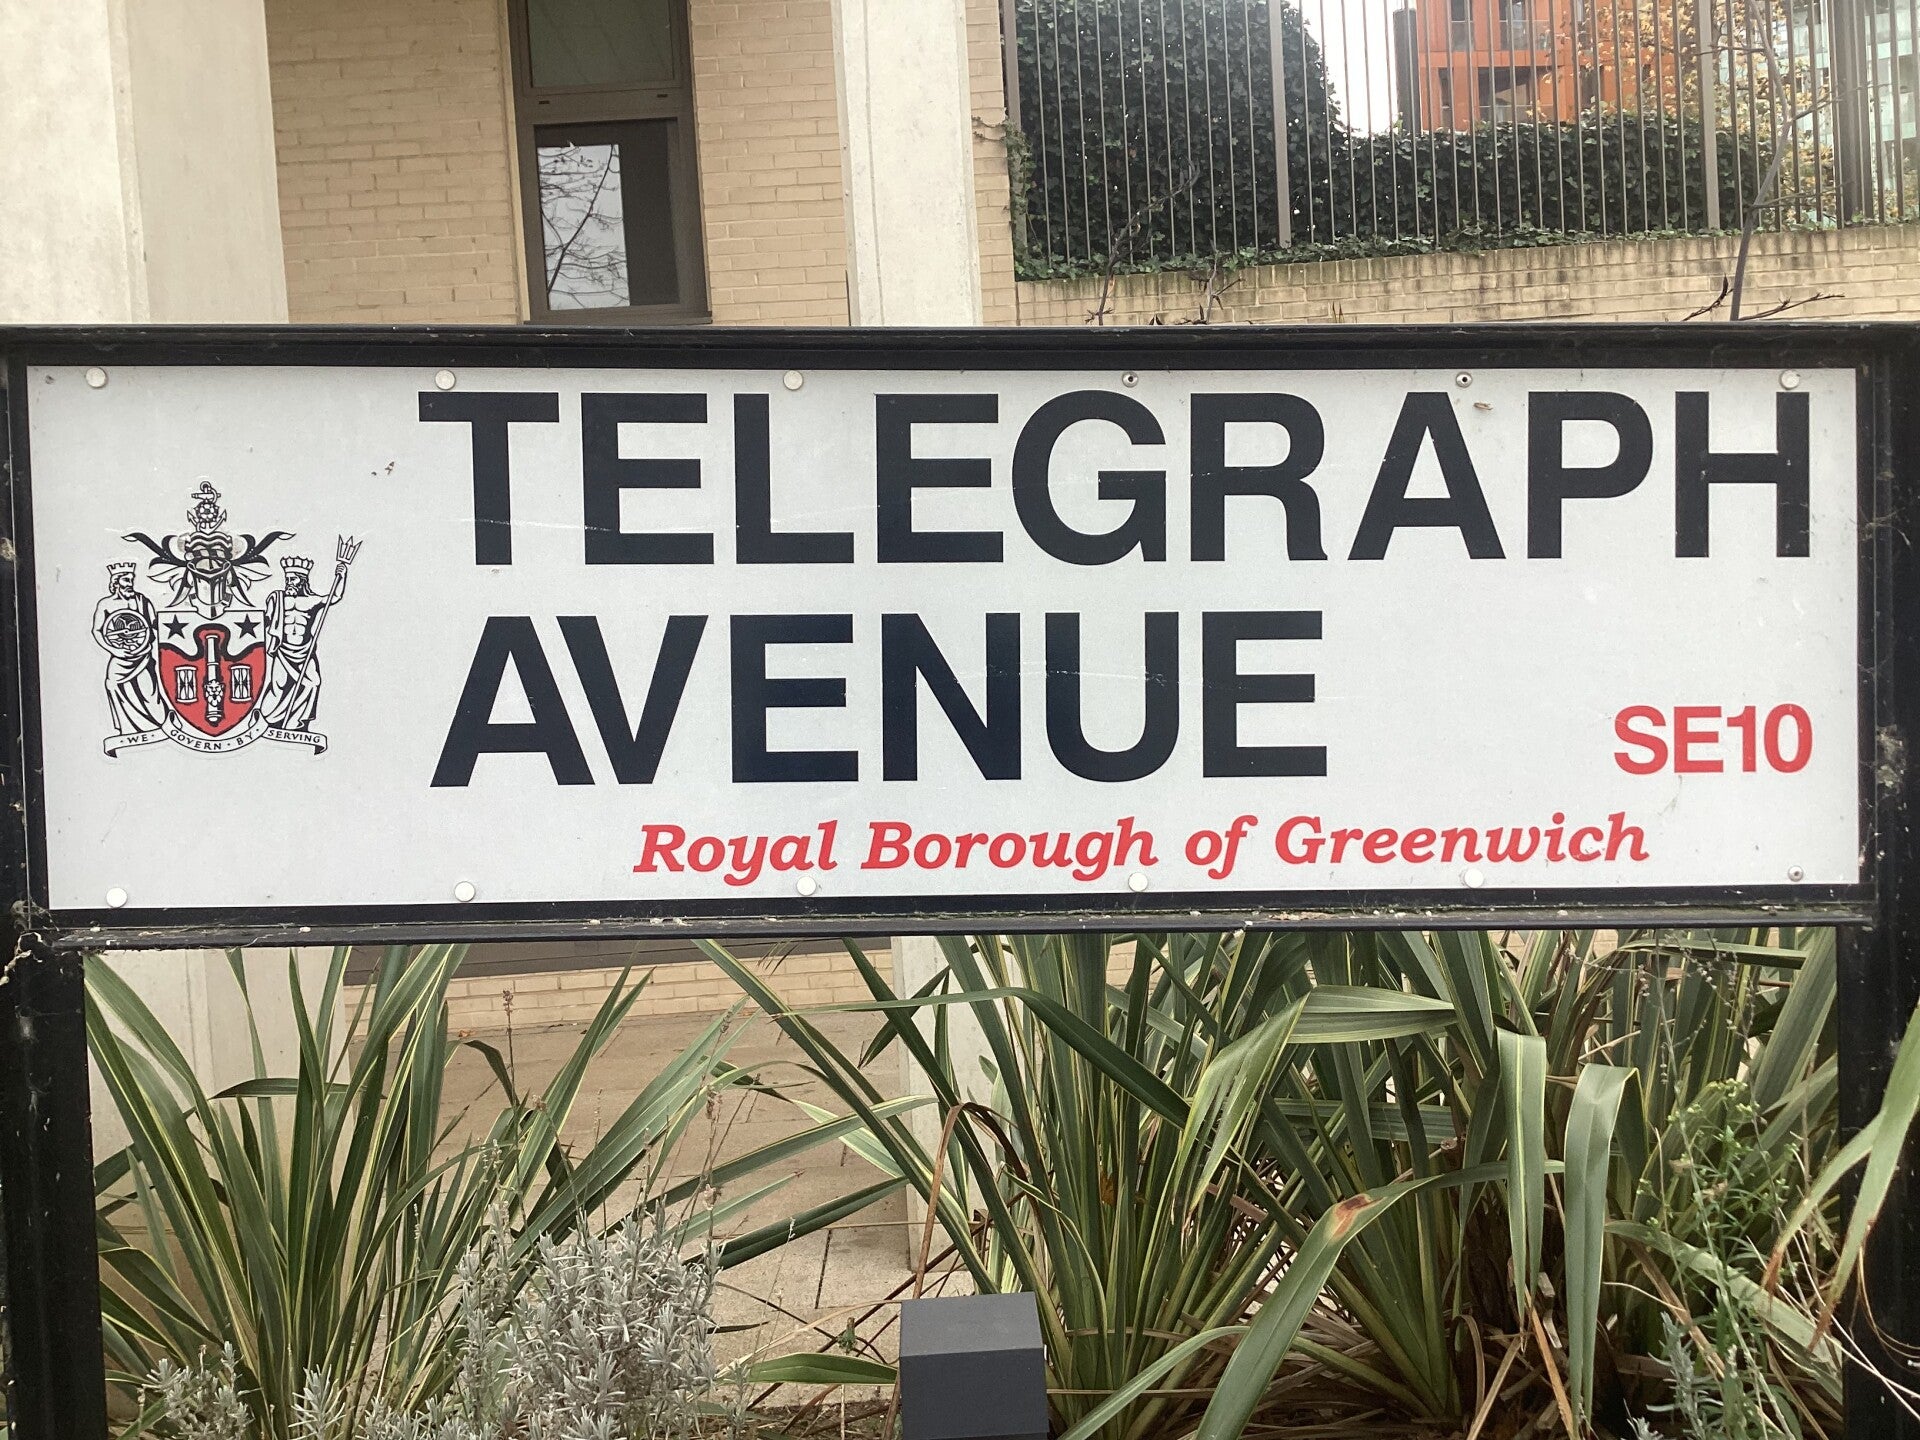 TELEGRAPH
AVENUE
SE10
Royal Borough of Greenwich
WE GOVERN BY SERVING